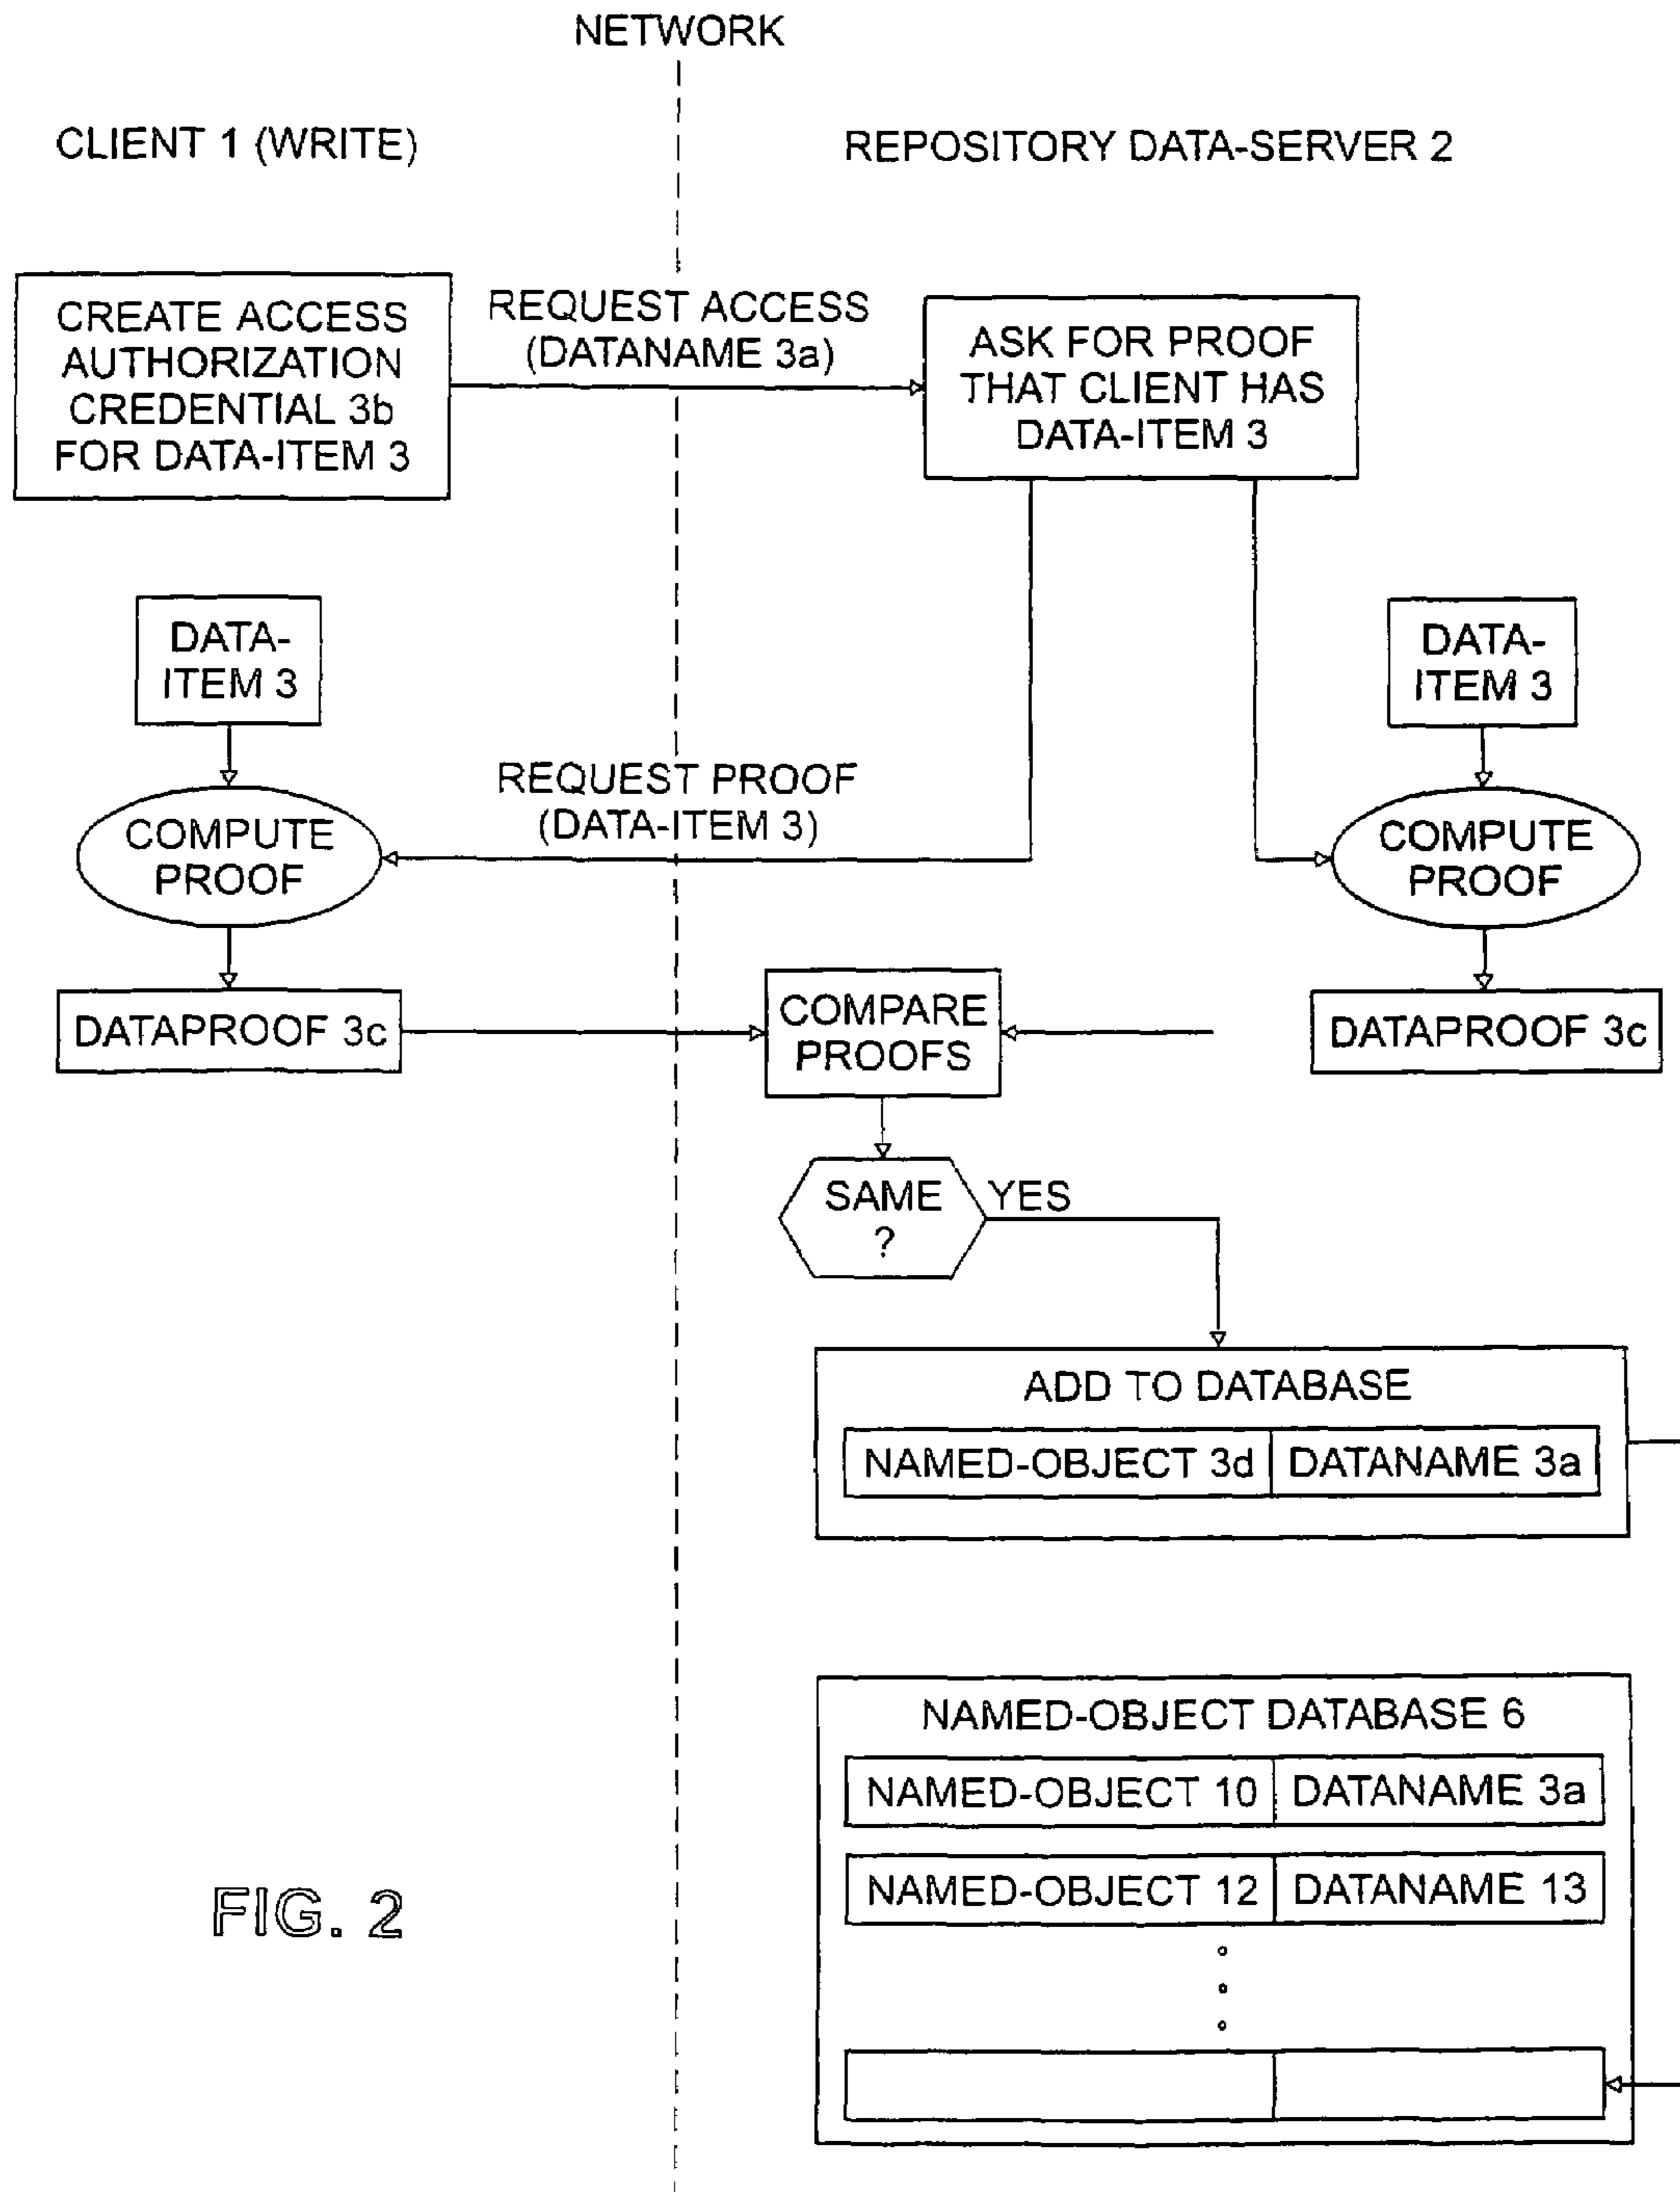 NETWORK
CLIENT 1 (WRITE)
REPOSITORY DATA-SERVER 2
CREATE ACCESS
AUTHORIZATION
CREDENTIAL 3b
FOR DATA-ITEM 3
REQUEST ACCESS
(DATANAME 3a)
ASK FOR PROOF
THAT CLIENT HAS
DATA-ITEM 3
DATA-
ITEM 3
DATA-
ITEM 3
REQUEST PROOF
(DATA-ITEM 3)
COMPUTE
PROOF
COMPUTE
PROOF
DATAPROOF 3c
COMPARE
PROOFS
DATAPROOF 3c
SAME
?
YES
ADD TO DATABASE
NAMED-OBJECT 3d
DATANAME 3a
NAMED-OBJECT DATABASE 6
NAMED-OBJECT 10
DATANAME 3a
NAMED-OBJECT 12
DATANAME 13
FIG. 2